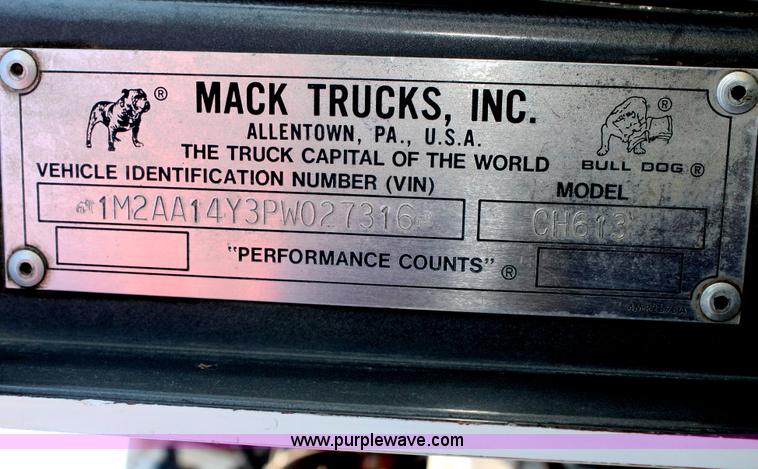 MACK TRUCKS, INC.
ALLENTOWN, PA., U.S.A.
THE TRUCK CAPITAL OF THE WORLD
BULL DOG ®
VEHICLE IDENTIFICATION NUMBER (VIN)
MODEL
1M2AA14Y3PW027316
CH613
"PERFORMANCE COUNTS" ®
www.purplewave.com